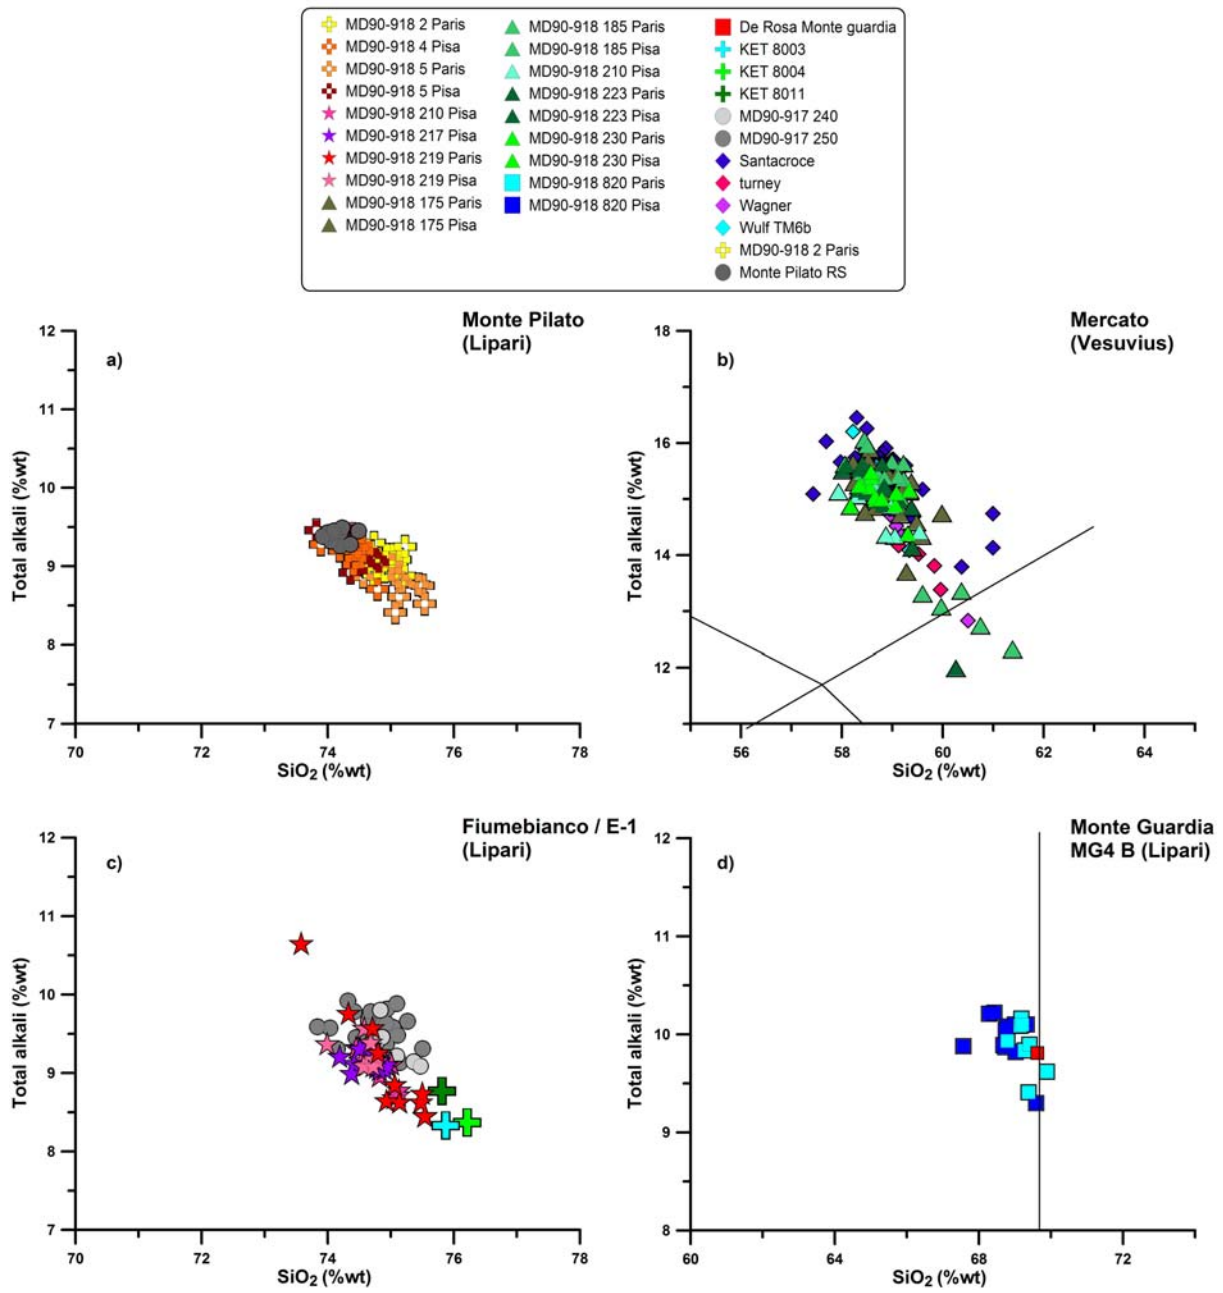 MD90-918 2 Paris
MD90-918 4 Pisa
MD90-918 5 Paris
MD90-918 5 Pisa
MD90-918 210 Pisa
MD90-918 217 Pisa
MD90-918 219 Paris
MD90-918 219 Pisa
MD90-918 175 Paris
MD90-918 175 Pisa
MD90-918 185 Paris
MD90-918 185 Pisa
MD90-918 210 Pisa
MD90-918 223 Paris
MD90-918 223 Pisa
MD90-918 230 Paris
MD90-918 230 Pisa
MD90-918 820 Paris
MD90-918 820 Pisa
De Rosa Monte guardia
KET 8003
KET 8004
KET 8011
MD90-917 240
MD90-917 250
Santacroce
turney
Wagner
Wulf TM6b
MD90-918 2 Paris
Monte Pilato RS
Monte Pilato
(Lipari)
a)
12
11
10
9
8
7
Total alkali (%wt)
70 72 74 76 78
SiO2 (%wt)
Mercato
(Vesuvius)
b)
18
16
14
12
Total alkali (%wt)
56 58 60 62 64
SiO2 (%wt)
Fiumebianco / E-1
(Lipari)
c)
12
11
10
9
8
7
Total alkali (%wt)
70 72 74 76 78
SiO2 (%wt)
Monte Guardia
MG4 B (Lipari)
d)
12
11
10
9
8
Total alkali (%wt)
60 64 68 72
SiO2 (%wt)